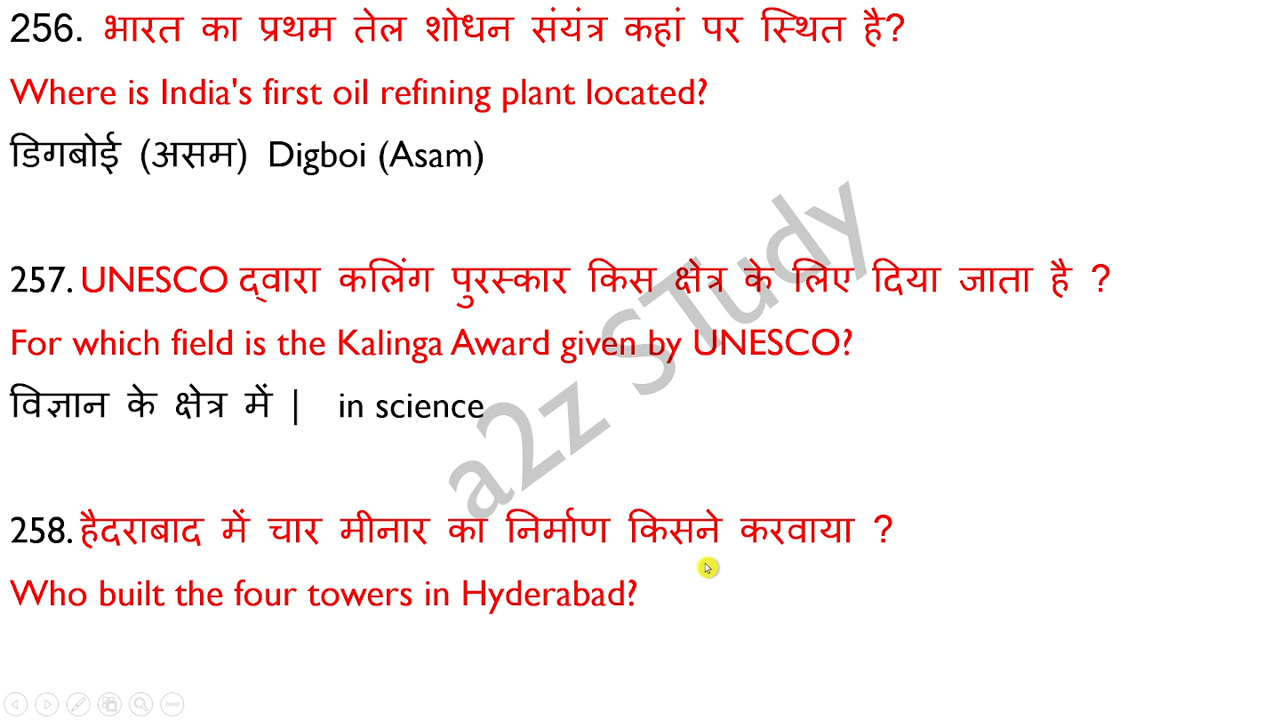 256. भारत का प्रथम तेल शोधन संयंत्र कहां पर स्थित है?
Where is India's first oil refining plant located?
डिगबोई (असम) Digboi (Asam)
257. UNESCO द्वारा कलिंग पुरस्कार किस क्षेत्र के लिए दिया जाता है ?
For which field is the Kalinga Award given by UNESCO?
विज्ञान के क्षेत्र में | in science
258. हैदराबाद में चार मीनार का निर्माण किसने करवाया ?
Who built the four towers in Hyderabad?
a2z STudy